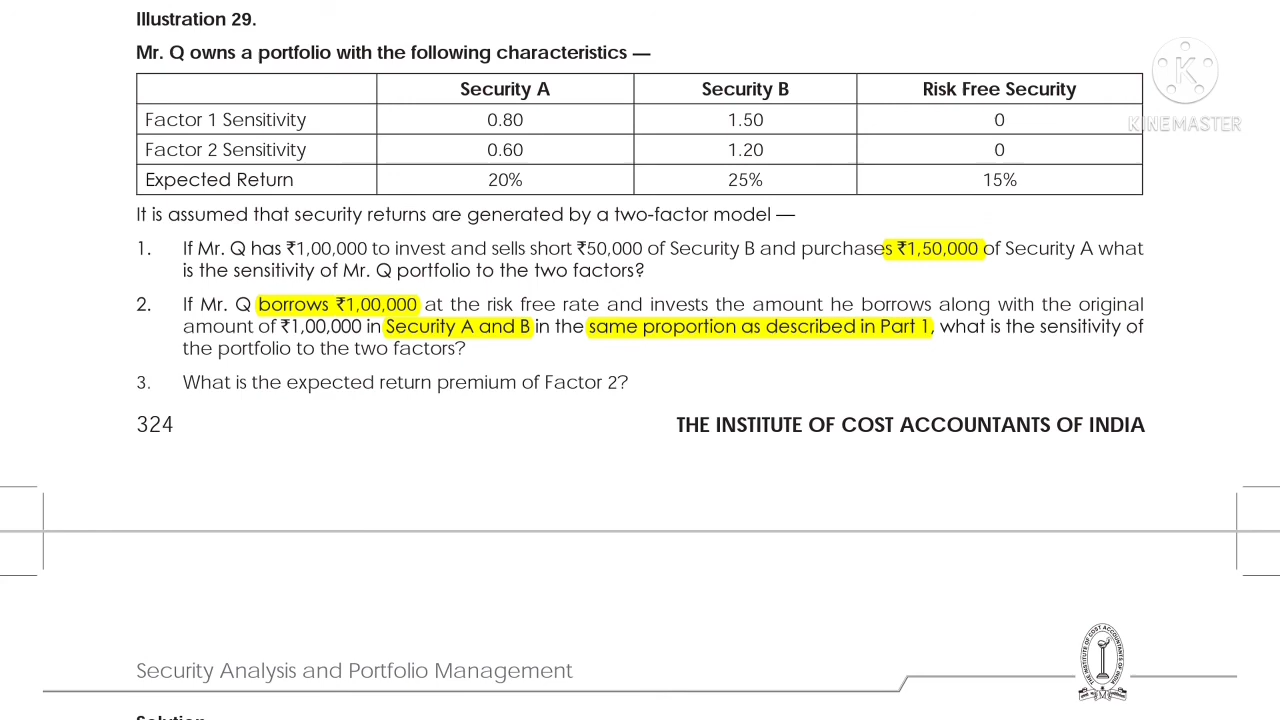 Illustration 29.
Mr. Q owns a portfolio with the following characteristics —
Security A Security B Risk Free Security
Factor 1 Sensitivity 0.80 1.50 0
Factor 2 Sensitivity 0.60 1.20 0
Expected Return 20% 25% 15%
KINEMASTER
It is assumed that security returns are generated by a two-factor model —
1. If Mr. Q has ₹1,00,000 to invest and sells short ₹50,000 of Security B and purchases ₹1,50,000 of Security A what
is the sensitivity of Mr. Q portfolio to the two factors?
2. If Mr. Q borrows ₹1,00,000 at the risk free rate and invests the amount he borrows along with the original
amount of ₹1,00,000 in Security A and B in the same proportion as described in Part 1, what is the sensitivity of
the portfolio to the two factors?
3. What is the expected return premium of Factor 2?
324 THE INSTITUTE OF COST ACCOUNTANTS OF INDIA
Security Analysis and Portfolio Management
Solution